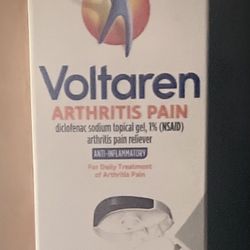 Voltaren
ARTHRITIS PAIN
diclofenac sodium topical gel, 1% (NSAID)
arthritis pain reliever
ANTI-INFLAMMATORY
For Daily Treatment
of Arthritis Pain